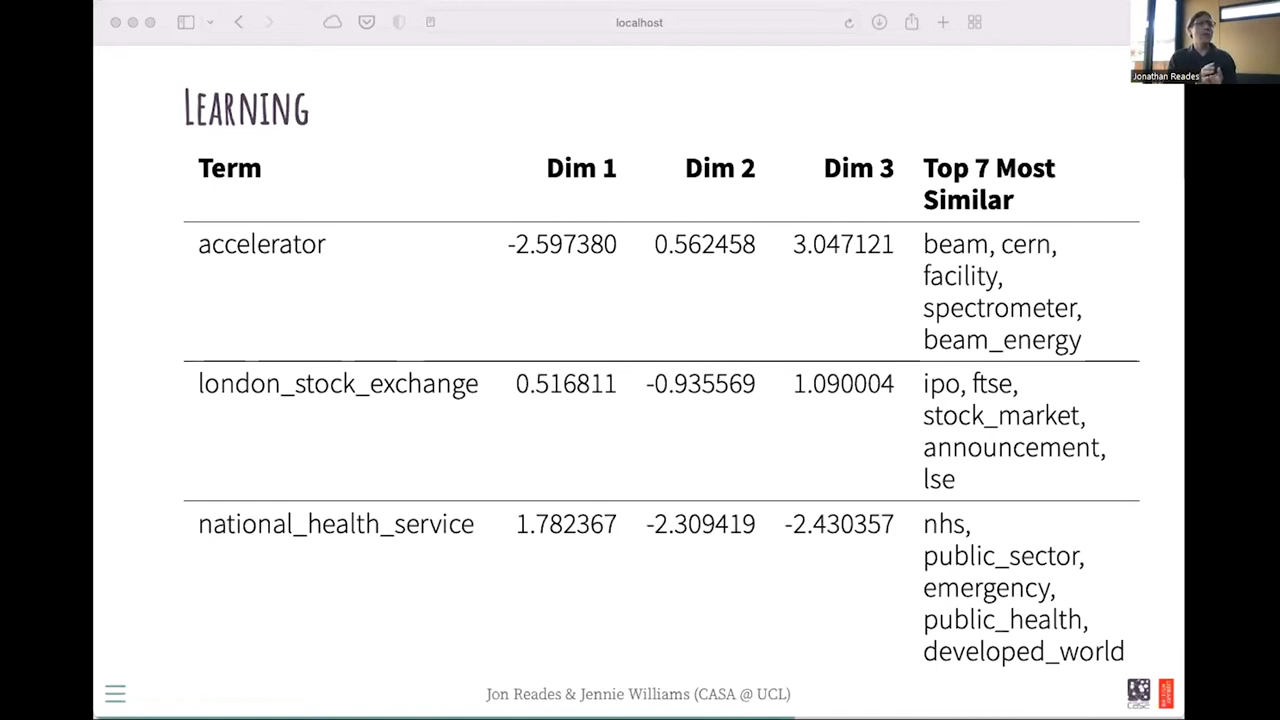 localhost
Jonathan Reades
LEARNING
Term Dim 1 Dim 2 Dim 3 Top 7 Most
Similar
accelerator -2.597380 0.562458 3.047121 beam, cern,
facility,
spectrometer,
beam_energy
london_stock_exchange 0.516811 -0.935569 1.090004 ipo, ftse,
stock_market,
announcement,
lse
national_health_service 1.782367 -2.309419 -2.430357 nhs,
public_sector,
emergency,
public_health,
developed_world
Jon Reades & Jennie Williams (CASA @ UCL)